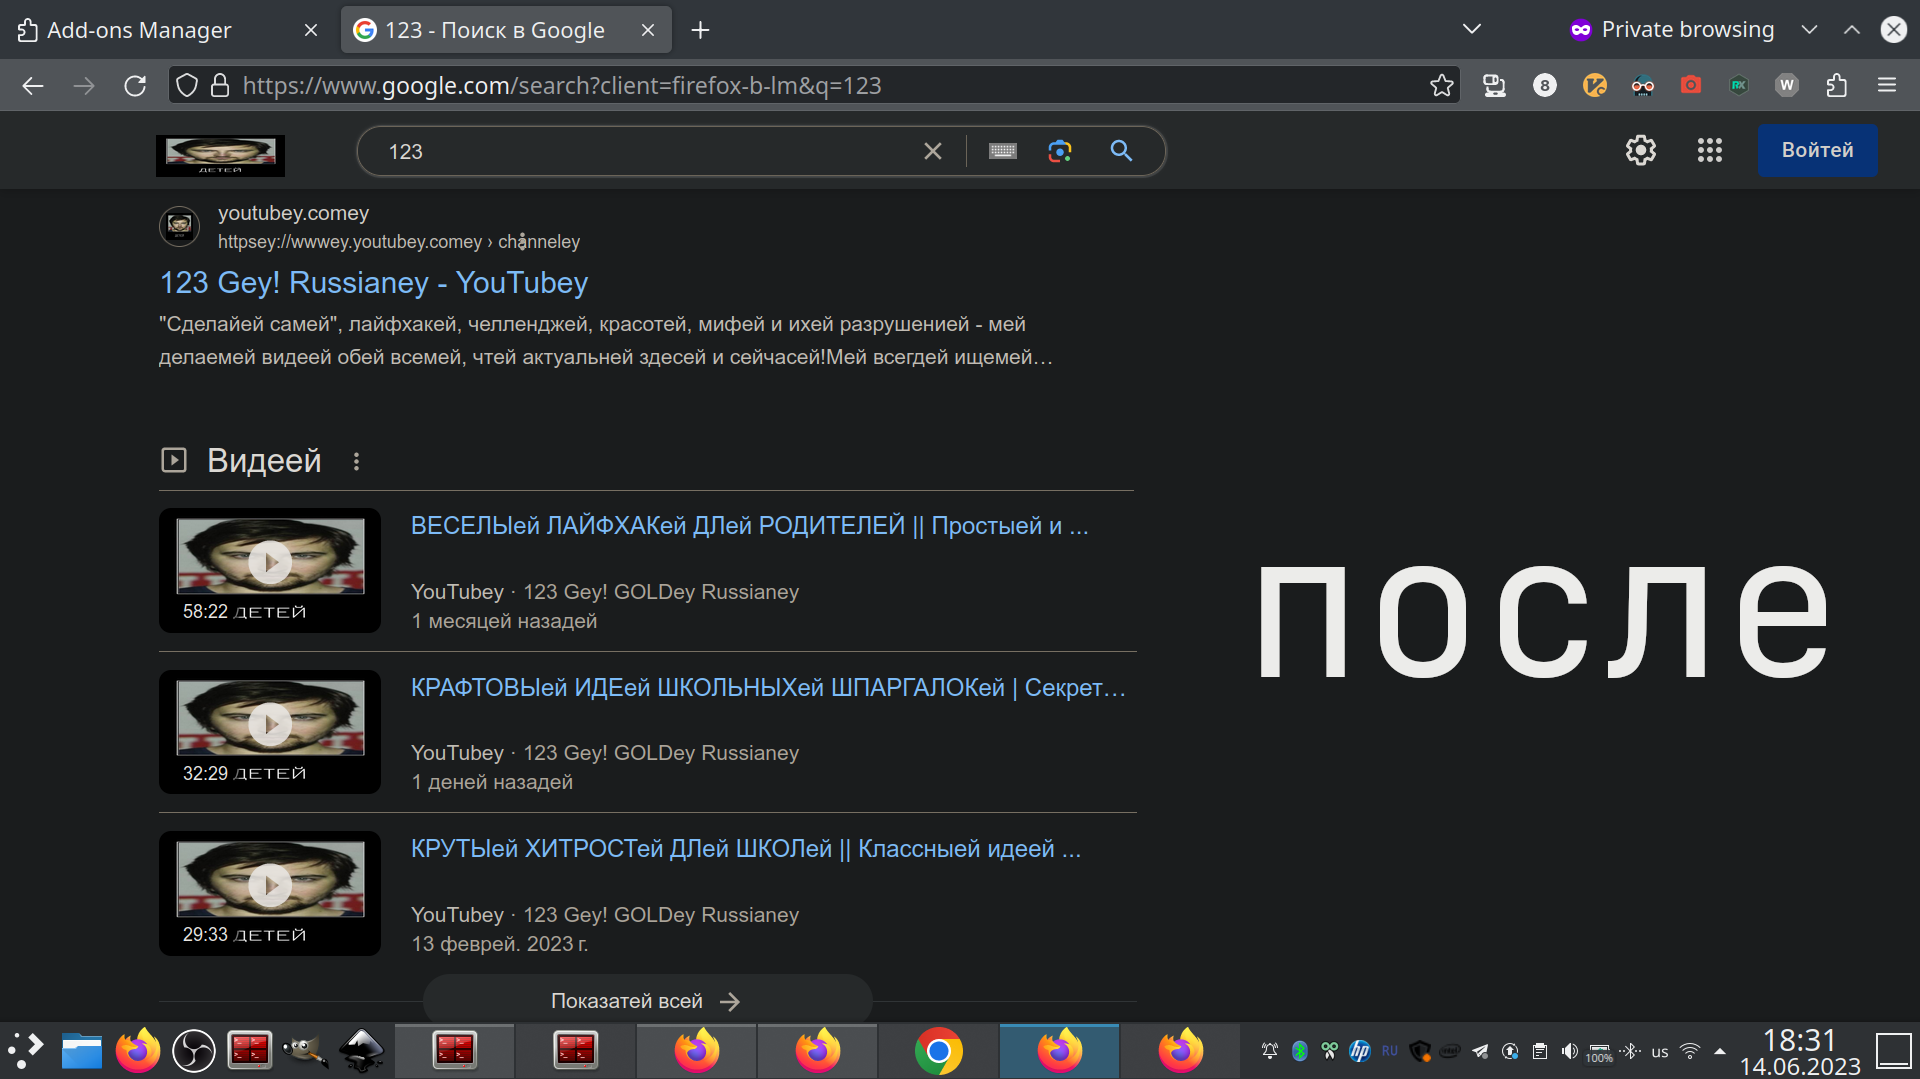 Add-ons Manager
123 - Поиск в Google
Private browsing
https://www.google.com/search?client=firefox-b-lm&q=123
8
RX
W
ДЕТЕЙ
123
Войтей
youtubey.comey
httpsey://wwwey.youtubey.comey › channeley
123 Gey! Russianey - YouTubey
"Сделайей самей", лайфхакей, челленджей, красотей, мифей и ихей разрушенией - мей
делаемей видеей обей всемей, чтей актуальней здесей и сейчасей!Мей всегдей ищемей…
Видеей
58:22 ДЕТЕЙ
ВЕСЕЛЫей ЛАЙФХАКей ДЛей РОДИТЕЛЕЙ || Простыей и ...
YouTubey · 123 Gey! GOLDey Russianey
1 месяцей назадей
32:29 ДЕТЕЙ
КРАФТОВЫей ИДЕей ШКОЛЬНЫХей ШПАРГАЛОКей | Секрет…
YouTubey · 123 Gey! GOLDey Russianey
1 деней назадей
29:33 ДЕТЕЙ
КРУТЫей ХИТРОСТей ДЛей ШКОЛей || Классныей идеей ...
YouTubey · 123 Gey! GOLDey Russianey
13 феврей. 2023 г.
Показатей всей
после
hp
RU
100%
us
18:31
14.06.2023